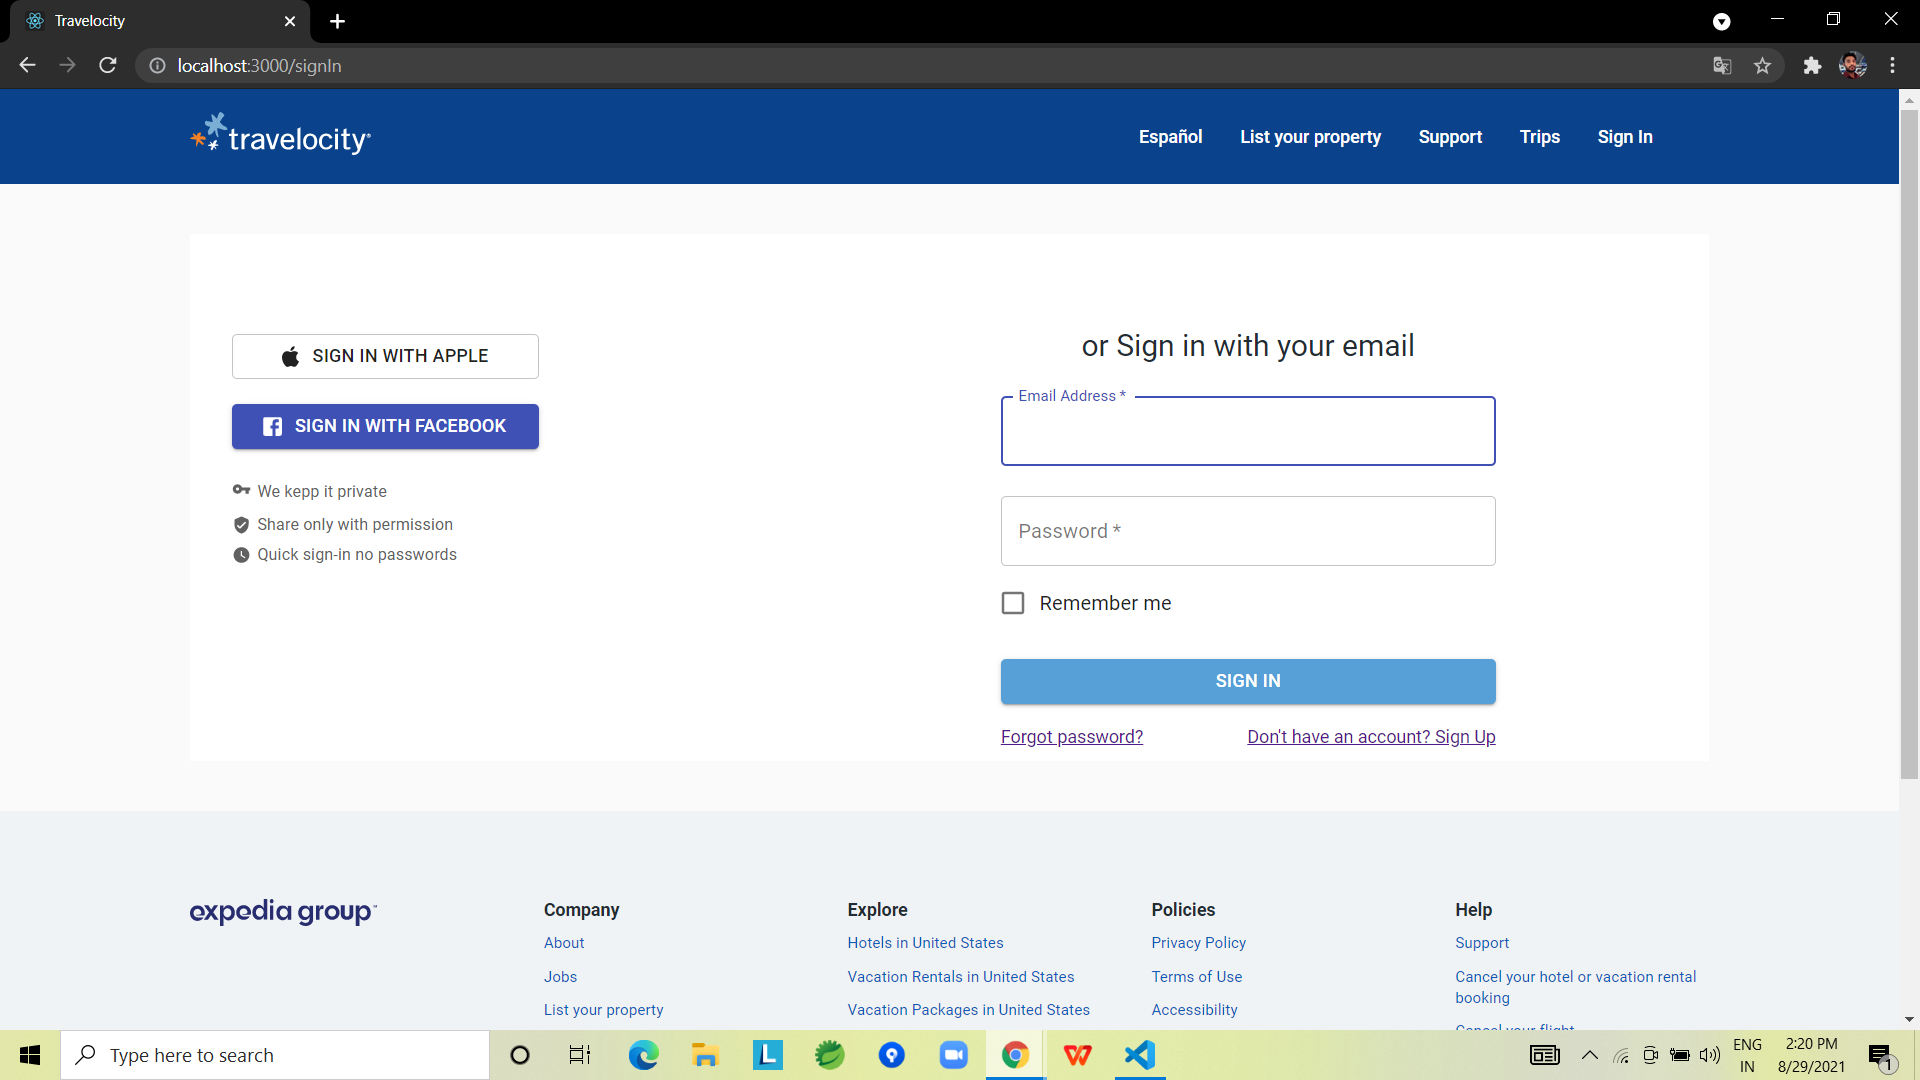 Travelocity
localhost:3000/signIn
travelocity
Español
List your property
Support
Trips
Sign In
SIGN IN WITH APPLE
SIGN IN WITH FACEBOOK
We kepp it private
Share only with permission
Quick sign-in no passwords
or Sign in with your email
Email Address *
Password *
Remember me
SIGN IN
Forgot password?
Don't have an account? Sign Up
expedia group™
Company
About
Jobs
List your property
Explore
Hotels in United States
Vacation Rentals in United States
Vacation Packages in United States
Policies
Privacy Policy
Terms of Use
Accessibility
Help
Support
Cancel your hotel or vacation rental
booking
Cancel your flight
Type here to search
L
ENG
IN
2:20 PM
8/29/2021
1